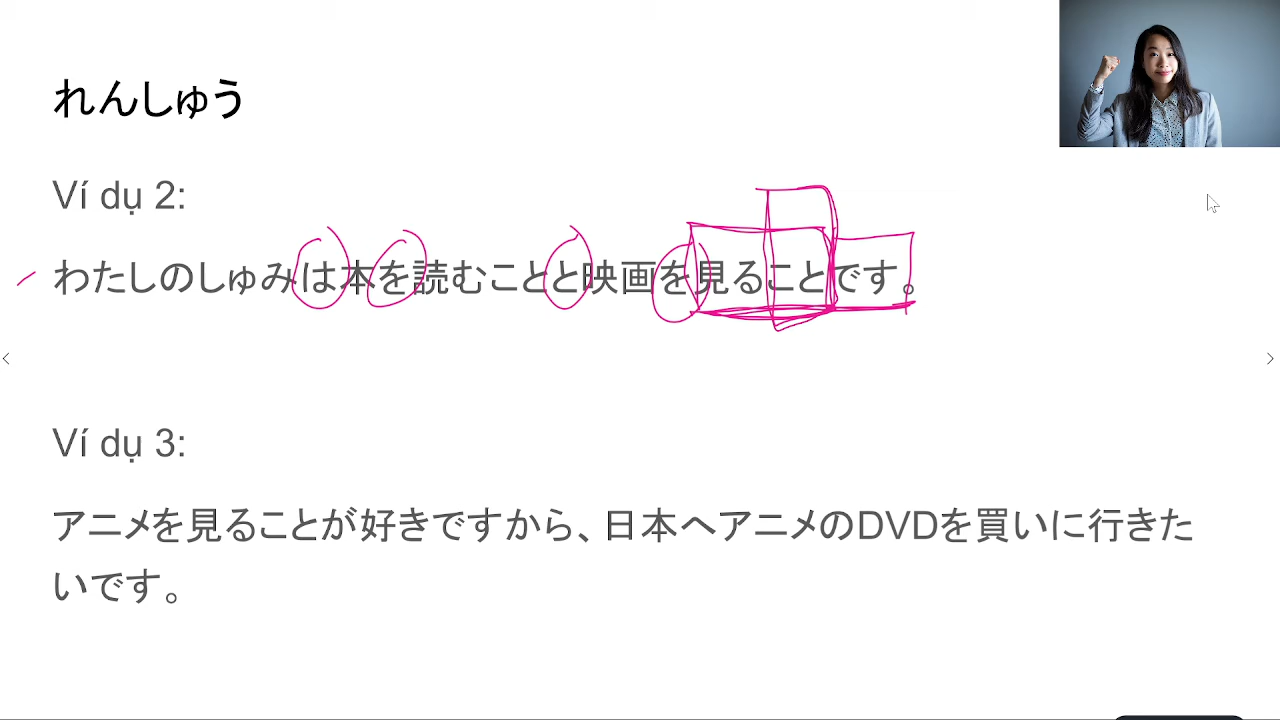 れんしゅう
Ví dụ 2:
わたしのしゅみは本を読むことと映画を見ることです。
Ví dụ 3:
アニメを見ることが好きですから、日本へアニメのDVDを買いに行きた
いです。